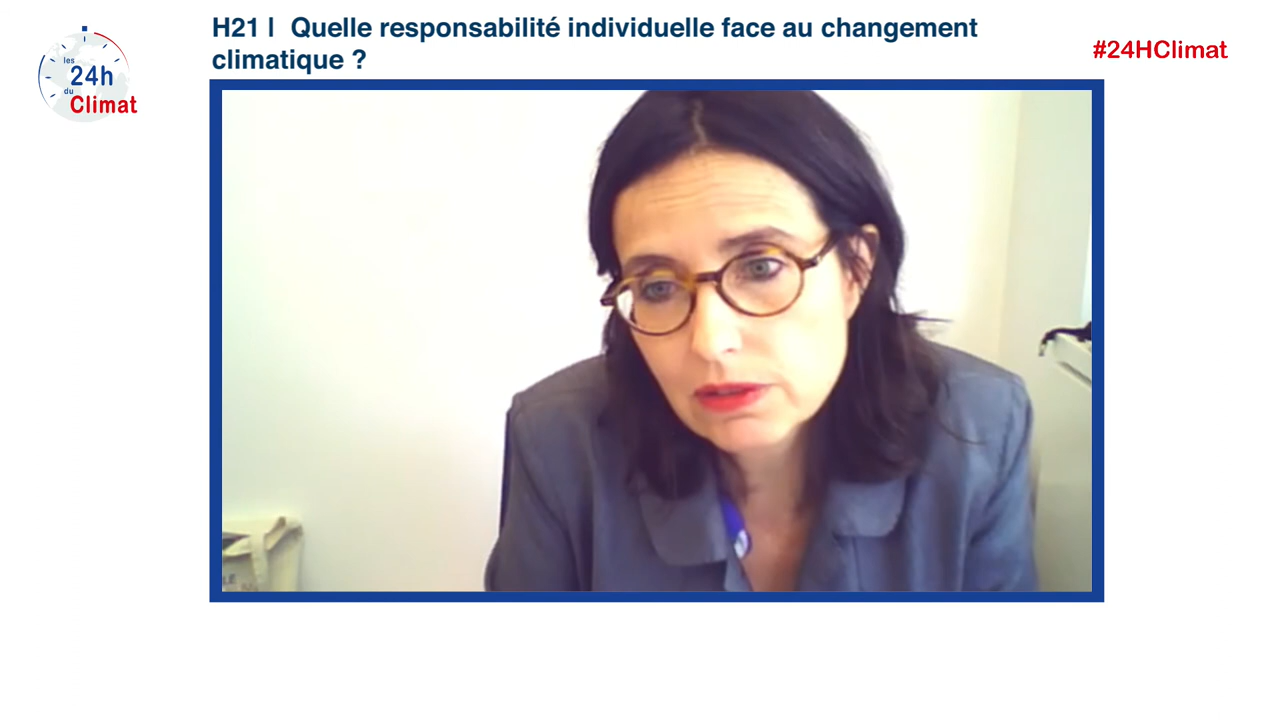 H21 I Quelle responsabilité individuelle face au changement
climatique ?
#24HClimat
les
24h
du
Climat